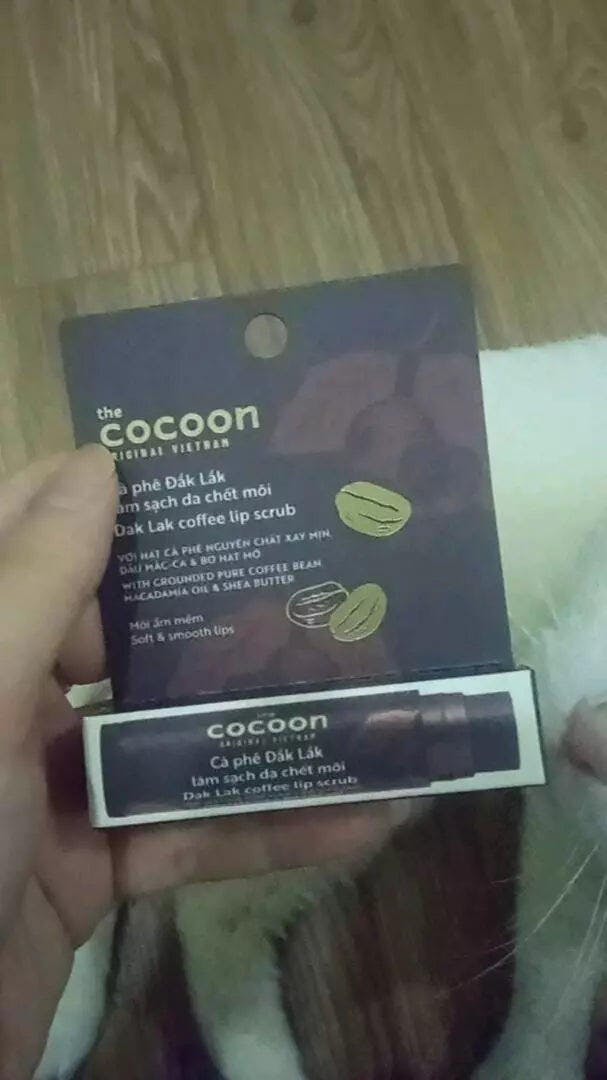 the
cocoon
ORIGINAL VIETNAM
à phê Đắk Lắk
àm sạch da chết môi
Dak Lak coffee lip scrub
VỚI HẠT CÀ PHÊ NGUYÊN CHẤT XAY MỊN,
DẦU MẮC-CA & BƠ HẠT MỠ
WITH GROUNDED PURE COFFEE BEAN,
MACADAMIA OIL & SHEA BUTTER
Môi ẩm mềm
Soft & smooth lips
the
cocoon
ORIGINAL VIETNAM
Cà phê Đắk Lắk
làm sạch da chết môi
Dak Lak coffee lip scrub